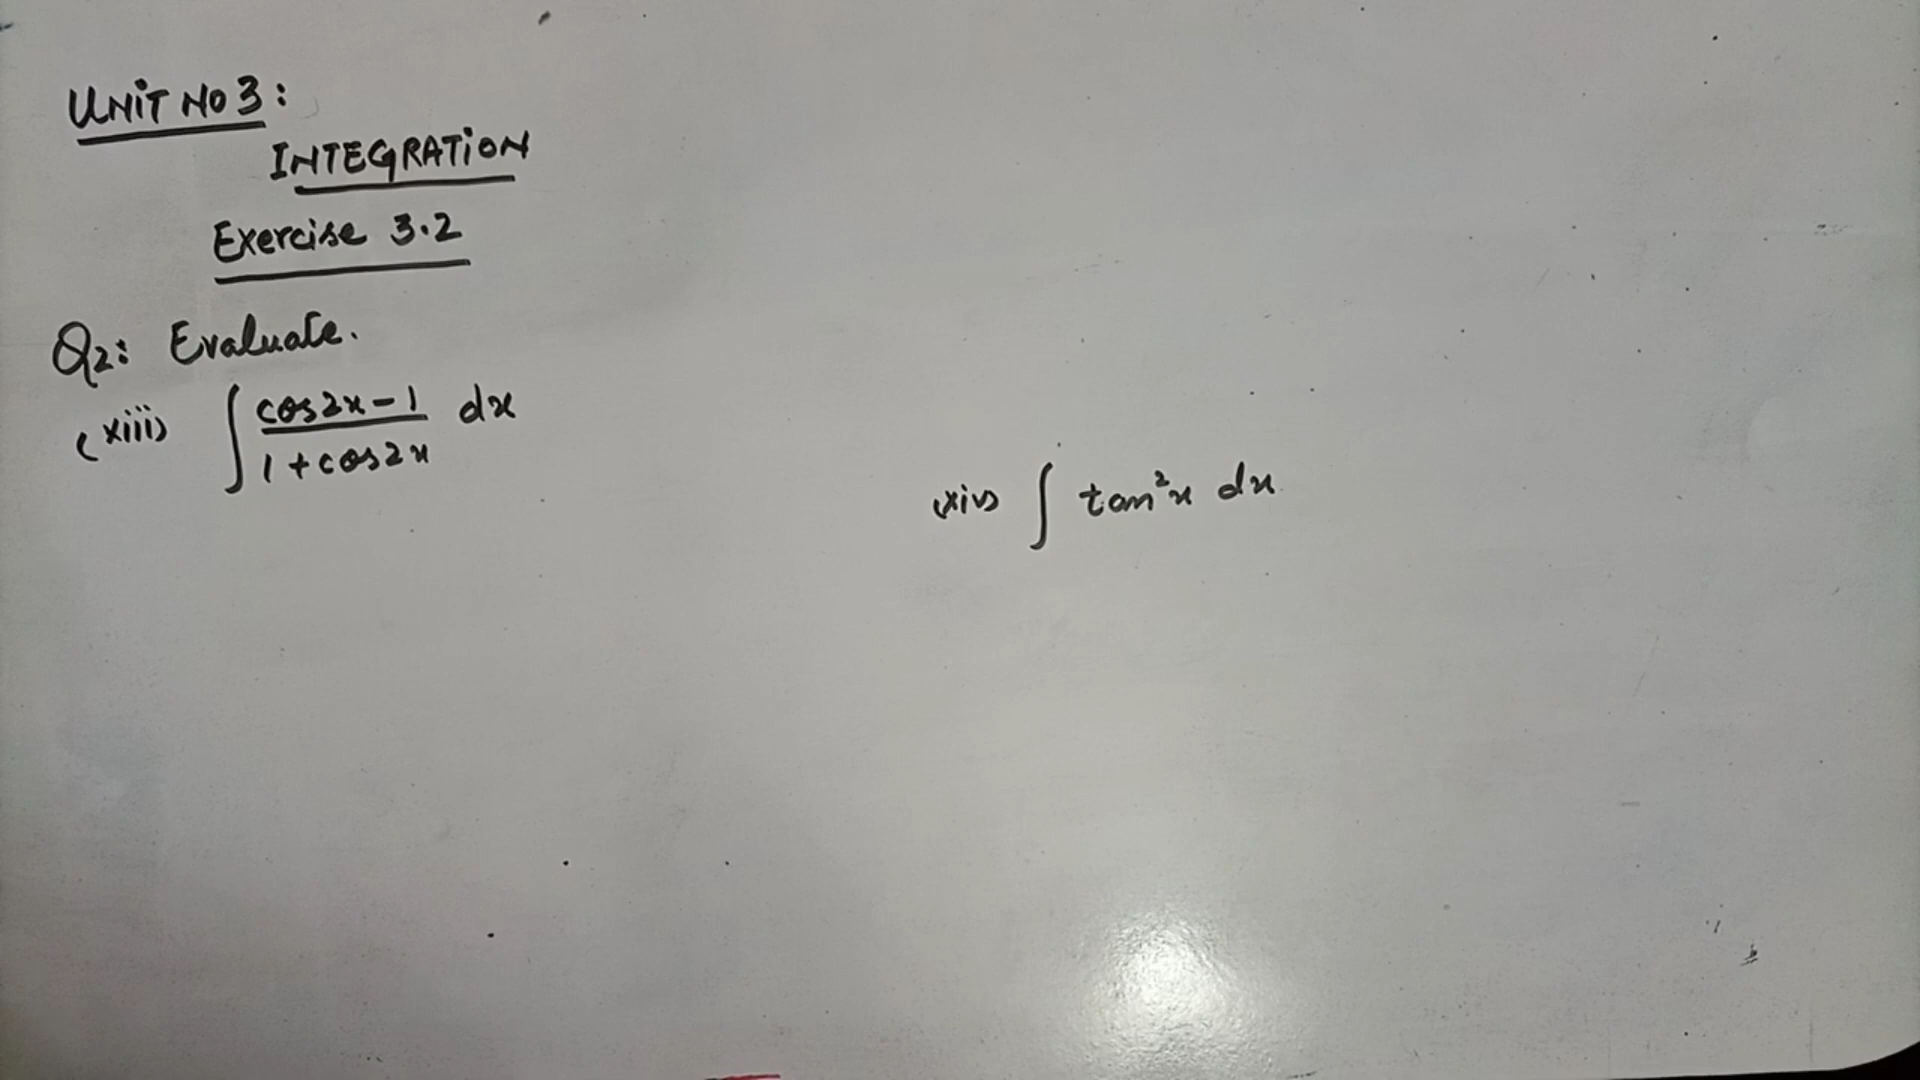 UNIT NO 3:
INTEGRATION
Exercise 3.2
Q2: Evaluate.
(xiii) ∫ (cos2x-1)/(1+cos2x) dx
(xiv) ∫ tan²x dx